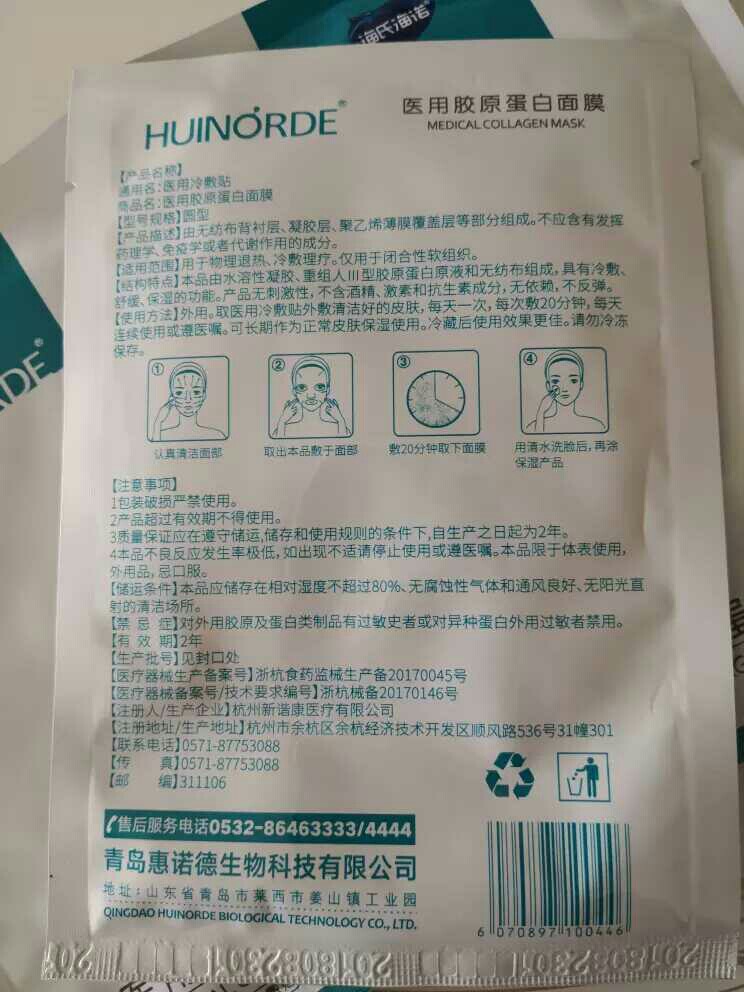 海氏海诺
HUINORDE®
医用胶原蛋白面膜
MEDICAL COLLAGEN MASK
【产品名称】
通用名：医用冷敷贴
商品名：医用胶原蛋白面膜
【型号规格】面型
【产品描述】由无纺布背衬层、凝胶层、聚乙烯薄膜覆盖层等部分组成。不应含有发挥
药理学、免疫学或者代谢作用的成分。
【适用范围】用于物理退热、冷敷理疗。仅用于闭合性软组织。
【结构特点】本品由水溶性凝胶、重组人Ⅲ型胶原蛋白原液和无纺布组成，具有冷敷、
舒缓、保湿的功能。产品无刺激性，不含酒精、激素和抗生素成分，无依赖，不反弹。
【使用方法】外用。取医用冷敷贴外敷清洁好的皮肤，每天一次，每次敷20分钟，每天
连续使用或遵医嘱。可长期作为正常皮肤保湿使用。冷藏后使用效果更佳。请勿冷冻
保存。
① ② ③ ④
认真清洁面部 取出本品敷于面部 敷20分钟取下面膜 用清水洗脸后，再涂
保湿产品
【注意事项】
1包装破损严禁使用。
2产品超过有效期不得使用。
3质量保证应在遵守储运，储存和使用规则的条件下，自生产之日起为2年。
4本品不良反应发生率极低，如出现不适请停止使用或遵医嘱。本品限于体表使用，
外用品，忌口服。
【储运条件】本品应储存在相对湿度不超过80%、无腐蚀性气体和通风良好、无阳光直
射的清洁场所。
【禁 忌 症】对外用胶原及蛋白类制品有过敏史者或对异种蛋白外用过敏者禁用。
【有 效 期】2年
【生产批号】见封口处
【医疗器械生产备案号】浙杭食药监械生产备20170045号
【医疗器械备案号/技术要求编号】浙杭械备20170146号
【注册人/生产企业】杭州新谐康医疗有限公司
【注册地址/生产地址】杭州市余杭区余杭经济技术开发区顺风路536号31幢301
【联系电话】0571-87753088
【传 真】0571-87753088
【邮 编】311106
售后服务电话0532-86463333/4444
青岛惠诺德生物科技有限公司
地址：山东省青岛市莱西市姜山镇工业园
QINGDAO HUINORDE BIOLOGICAL TECHNOLOGY CO., LTD.
6 070897 100446
2018082301